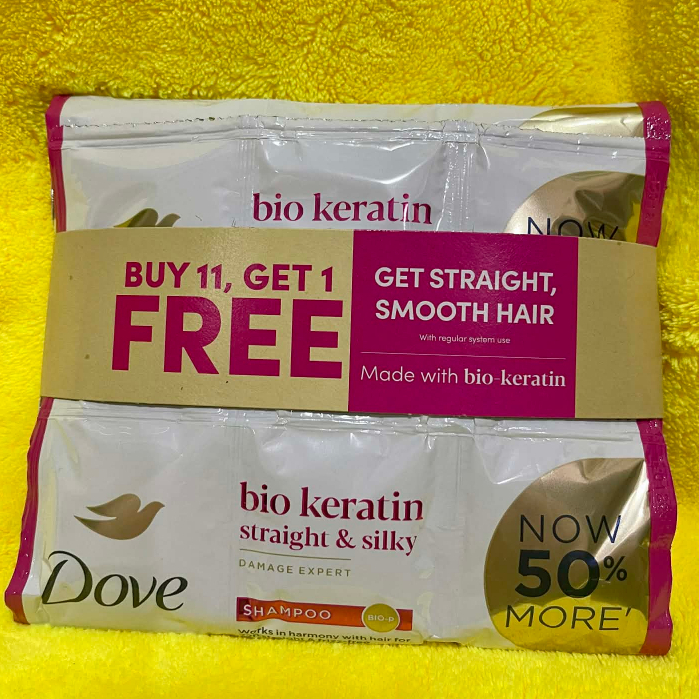 bio keratin
NOW
BUY 11, GET 1
FREE
GET STRAIGHT,
SMOOTH HAIR
With regular system use
Made with bio-keratin
bio keratin
straight & silky
DAMAGE EXPERT
Dove
SHAMPOO
BIO-P
works in harmony with hair for
NOW
50%
MORE'